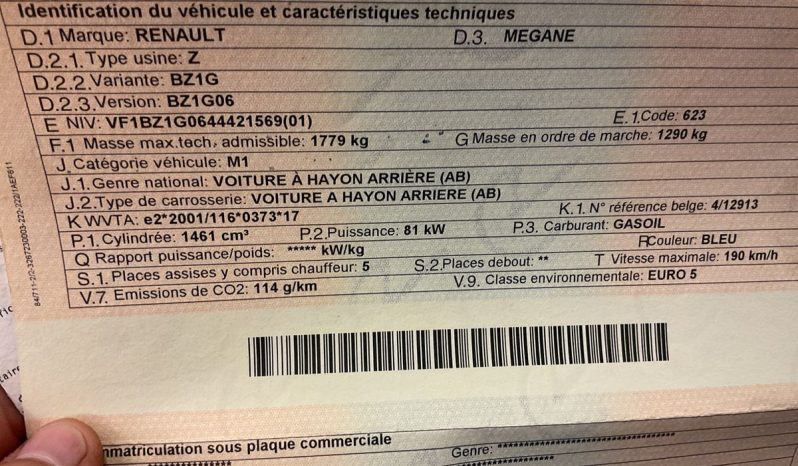 Identification du véhicule et caractéristiques techniques
D.1 Marque: RENAULT D.3. MEGANE
D.2.1. Type usine: Z
D.2.2. Variante: BZ1G
D.2.3. Version: BZ1G06
E NIV: VF1BZ1G0644421569(01) E.1.Code: 623
F.1 Masse max.tech. admissible: 1779 kg G Masse en ordre de marche: 1290 kg
J. Catégorie véhicule: M1
J.1. Genre national: VOITURE À HAYON ARRIÈRE (AB)
J.2. Type de carrosserie: VOITURE A HAYON ARRIERE (AB)
K WVTA: e2*2001/116*0373*17 K.1. N° référence belge: 4/12913
P.1. Cylindrée: 1461 cm³ P.2. Puissance: 81 kW P.3. Carburant: GASOIL
Q Rapport puissance/poids: ***** kW/kg R Couleur: BLEU
S.1. Places assises y compris chauffeur: 5 S.2. Places debout: ** T Vitesse maximale: 190 km/h
V.7. Emissions de CO2: 114 g/km V.9. Classe environnementale: EURO 5
mmatriculation sous plaque commerciale
Genre: ********************************